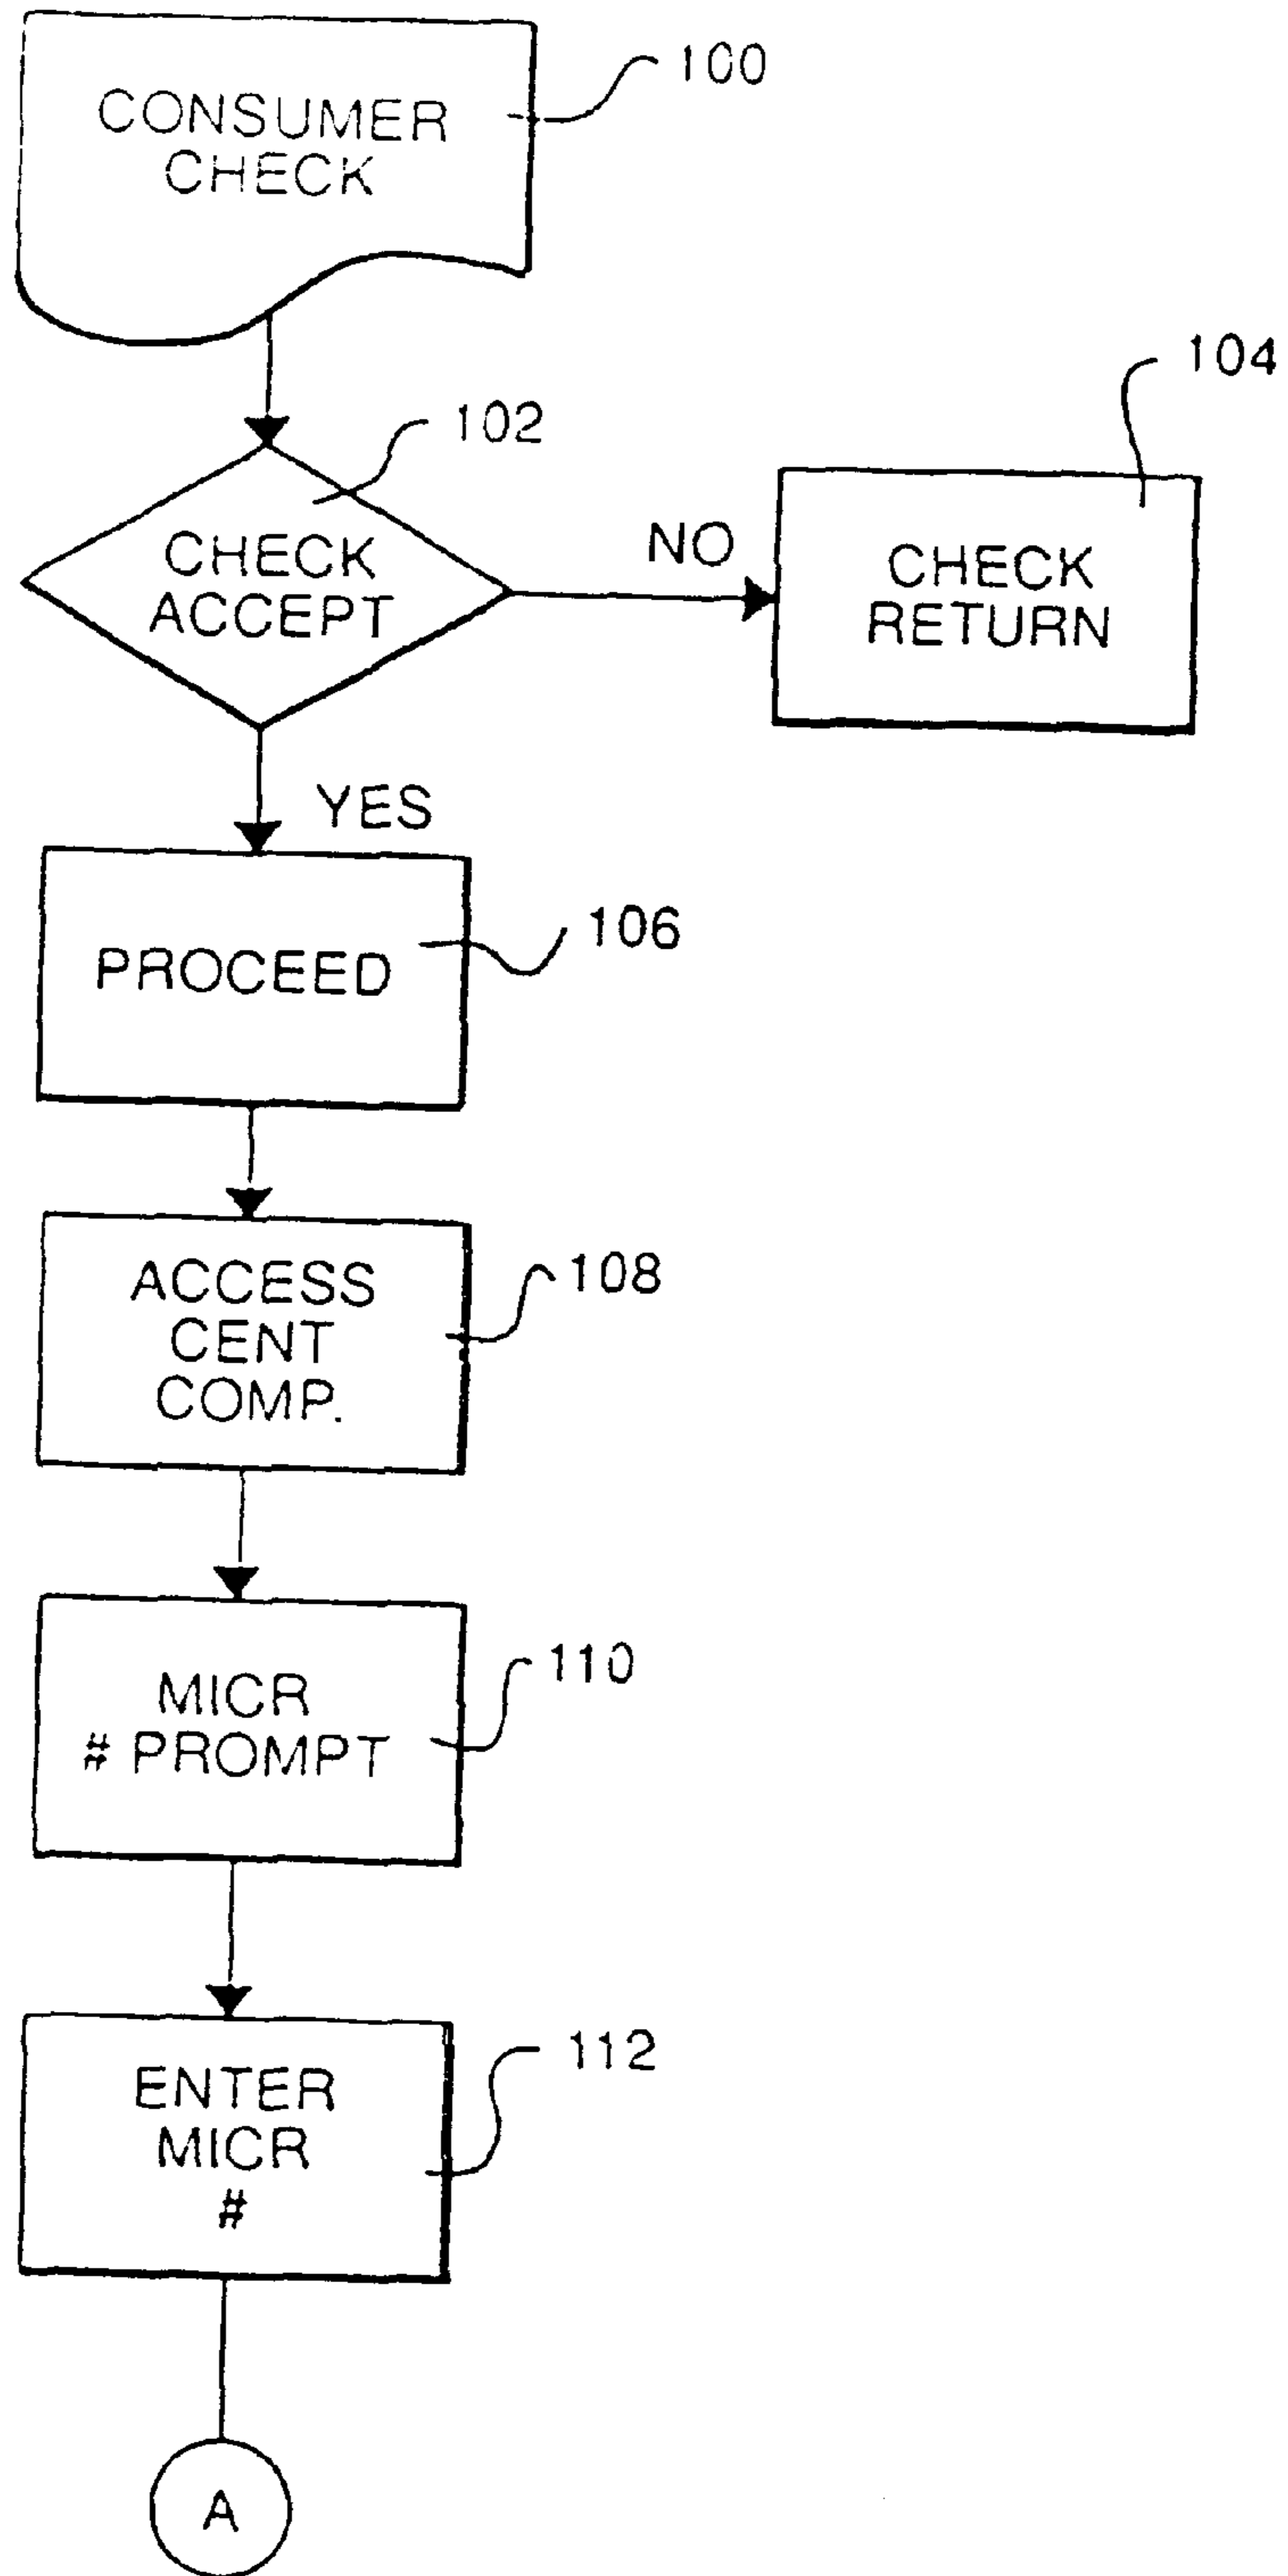 100
CONSUMER
CHECK
104
102
CHECK
ACCEPT
NO
CHECK
RETURN
YES
106
PROCEED
108
ACCESS
CENT
COMP.
110
MICR
# PROMPT
112
ENTER
MICR
#
A